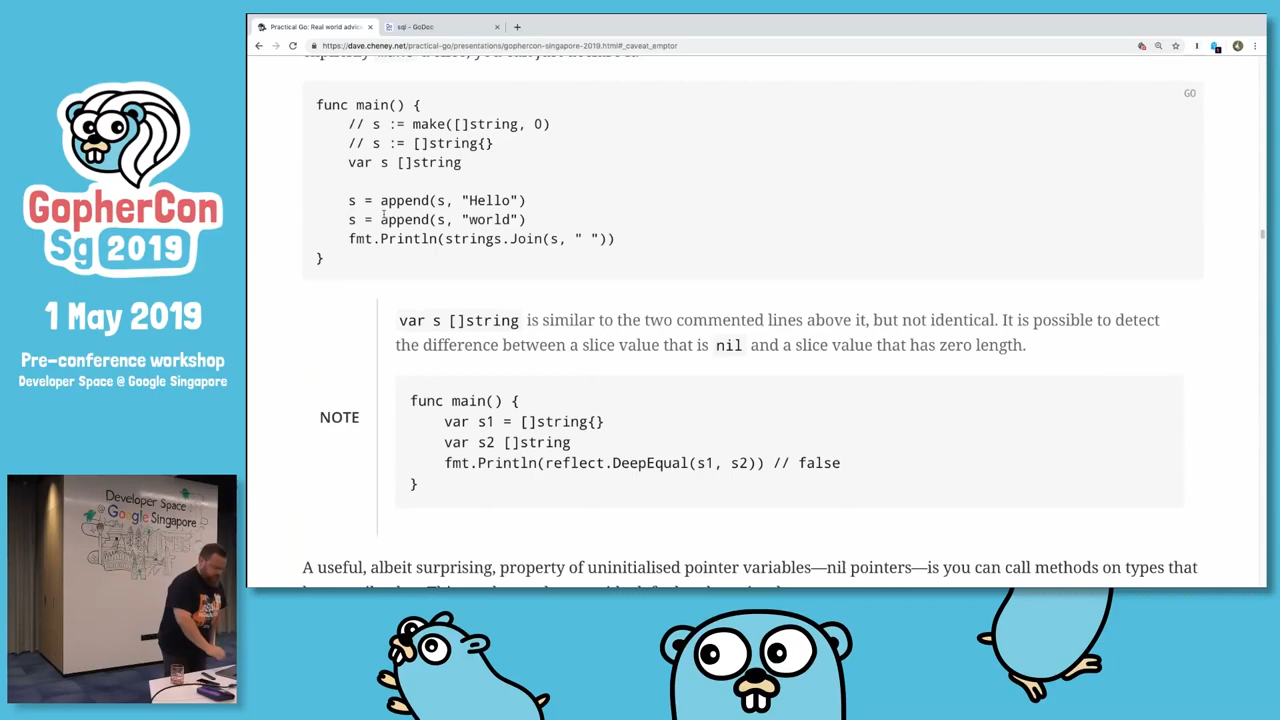 Practical Go: Real world advic
sql - GoDoc
https://dave.cheney.net/practical-go/presentations/gophercon-singapore-2019.html#_caveat_emptor
GO
func main() {
// s := make([]string, 0)
// s := []string{}
var s []string
s = append(s, "Hello")
s = append(s, "world")
fmt.Println(strings.Join(s, " "))
}
var s []string is similar to the two commented lines above it, but not identical. It is possible to detect
the difference between a slice value that is nil and a slice value that has zero length.
NOTE
func main() {
var s1 = []string{}
var s2 []string
fmt.Println(reflect.DeepEqual(s1, s2)) // false
}
A useful, albeit surprising, property of uninitialised pointer variables—nil pointers—is you can call methods on types that
GopherCon
Sg 2019
1 May 2019
Pre-conference workshop
Developer Space @ Google Singapore
Developer Space
@ Google Singapore